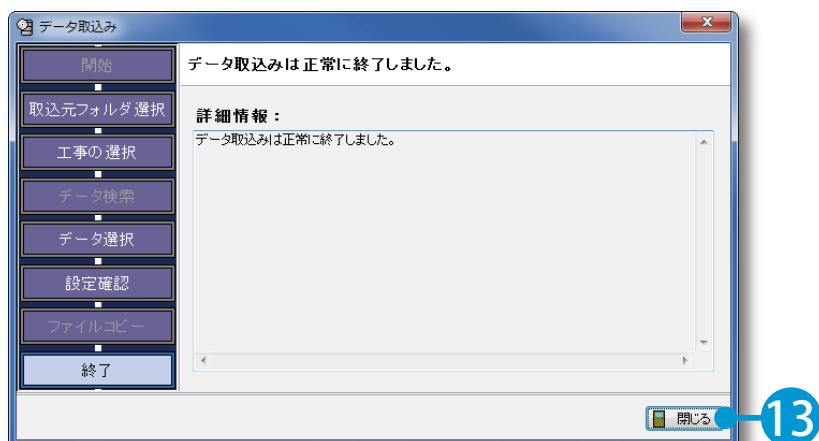 データ取込み
x
開始
取込元フォルダ選択
工事の選択
データ検索
データ選択
設定確認
ファイルコピー
終了
データ取込みは正常に終了しました。
詳細情報：
データ取込みは正常に終了しました。
閉じる
13